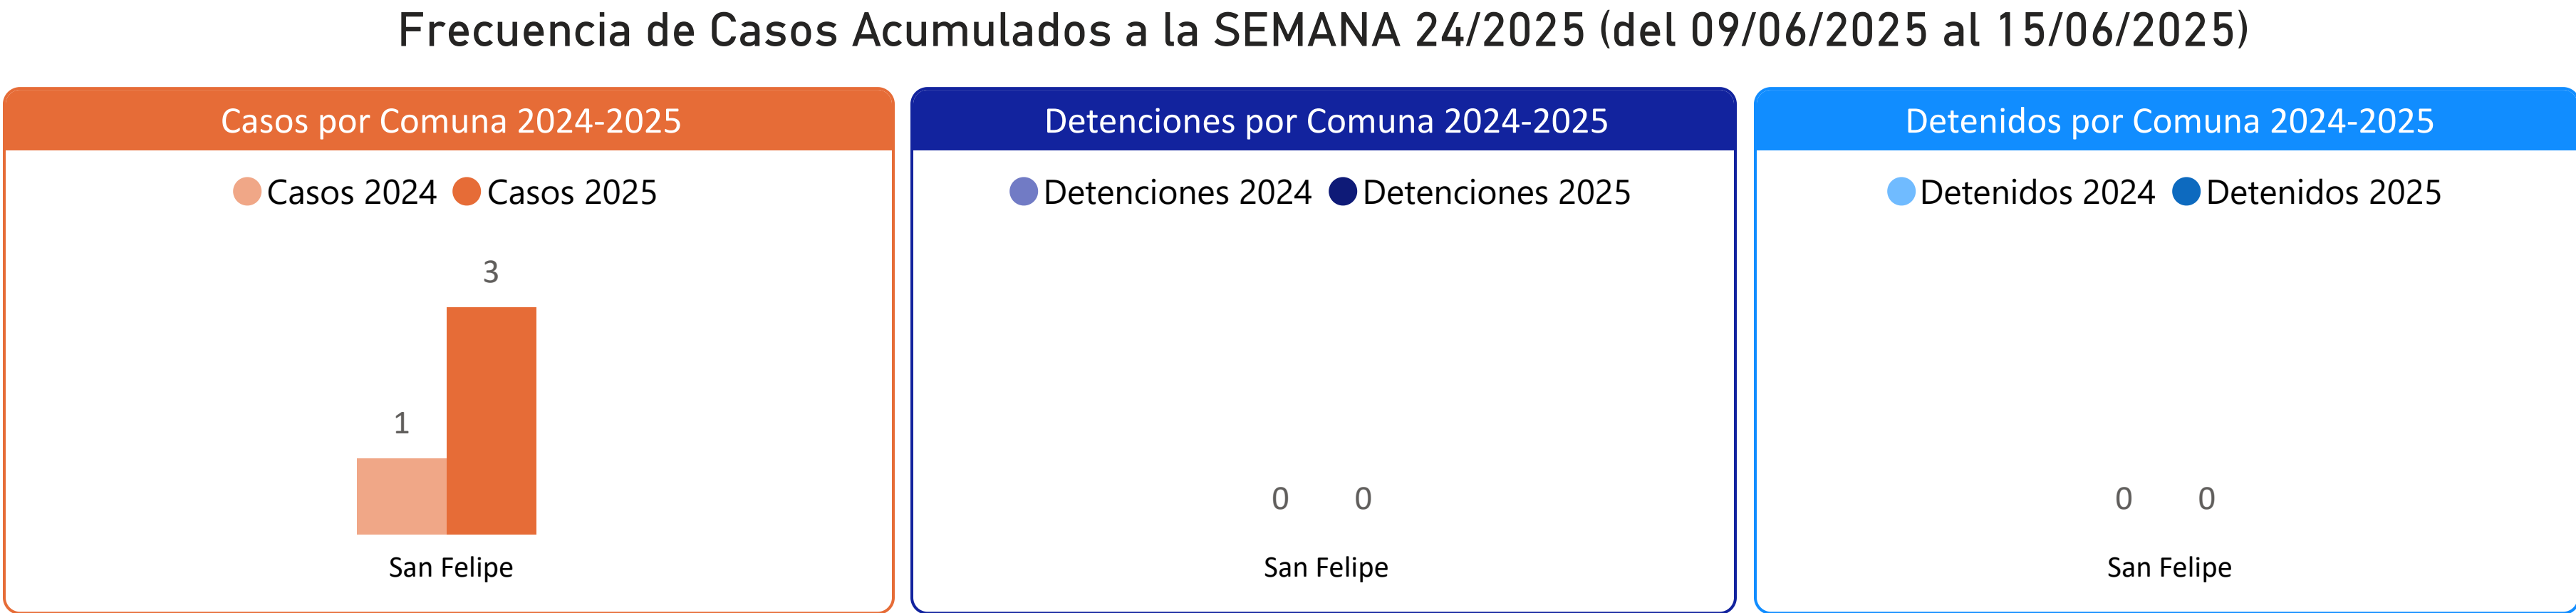 Frecuencia de Casos Acumulados a la SEMANA 24/2025 (del 09/06/2025 al 15/06/2025)
Casos por Comuna 2024-2025
Casos 2024 Casos 2025
3
1
San Felipe
Detenciones por Comuna 2024-2025
Detenciones 2024 Detenciones 2025
0 0
San Felipe
Detenidos por Comuna 2024-2025
Detenidos 2024 Detenidos 2025
0 0
San Felipe